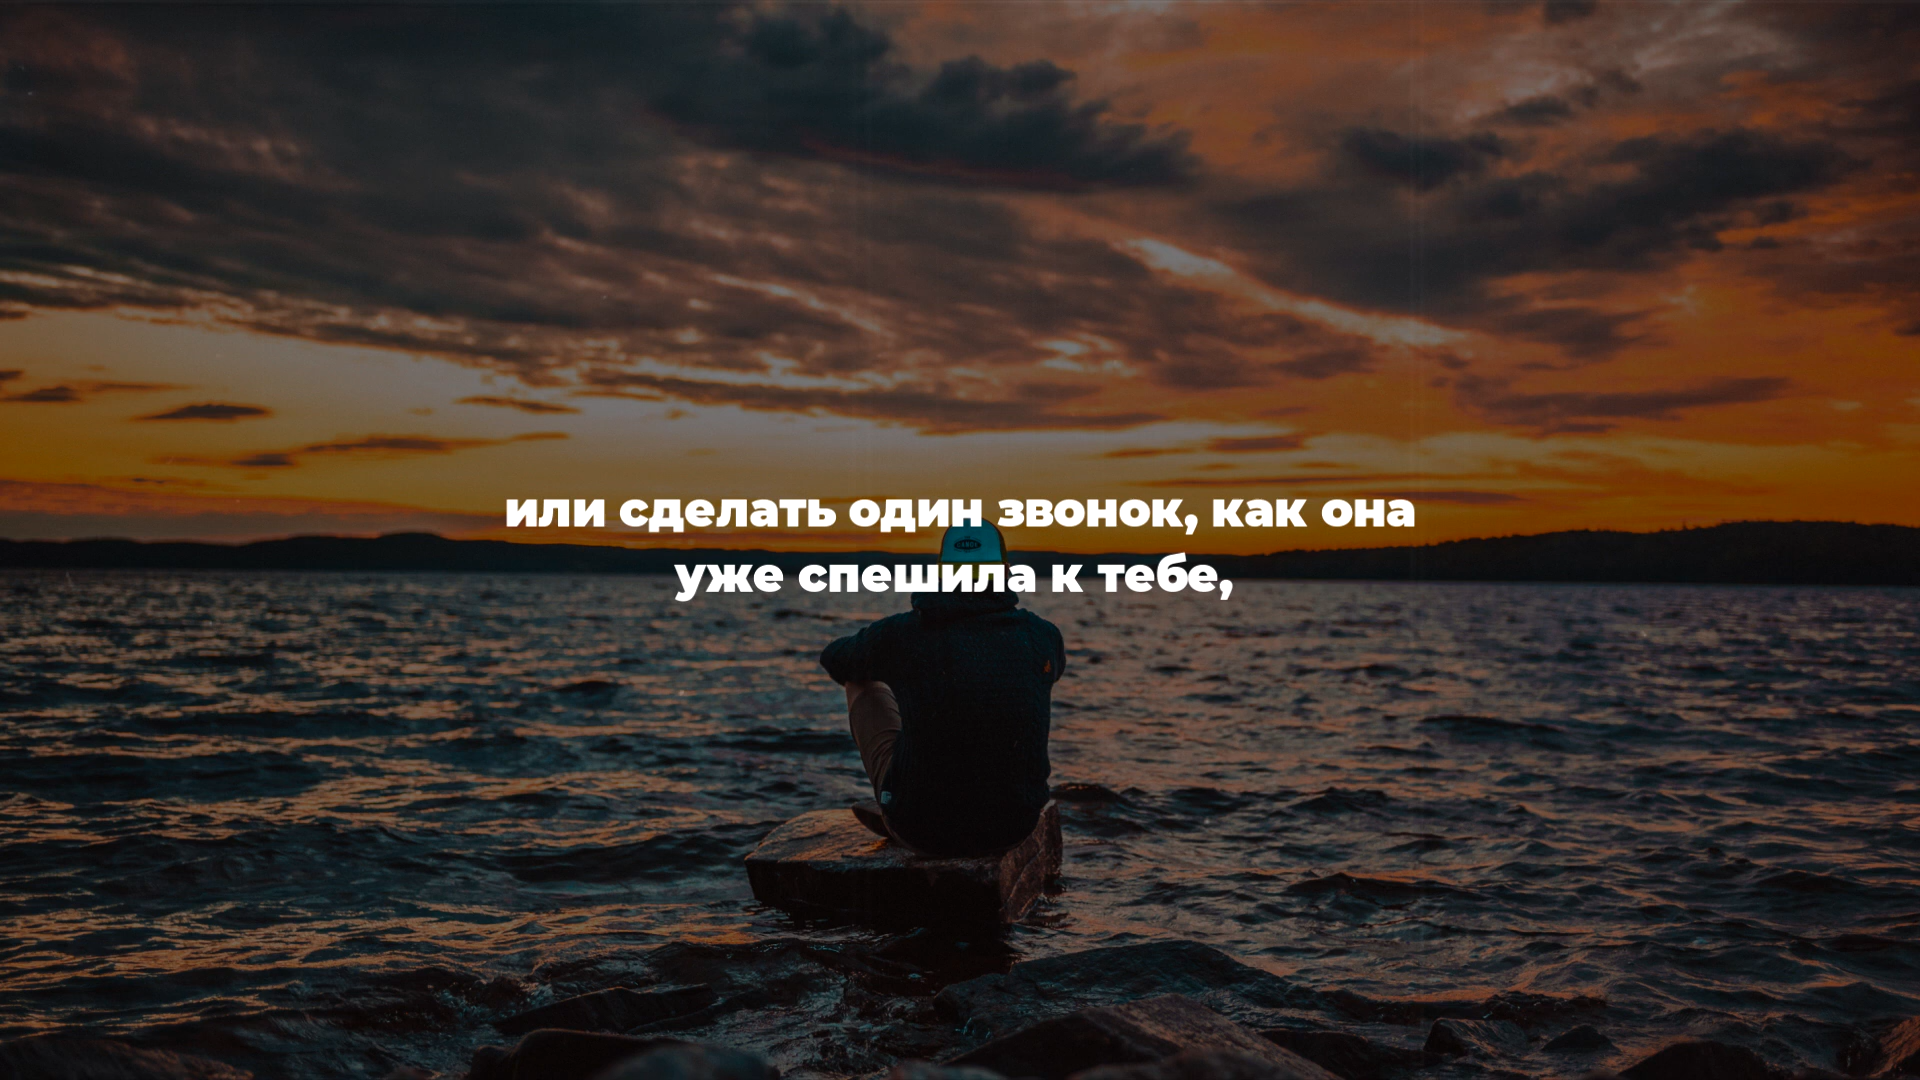 или сделать один звонок, как она
уже спешила к тебе,